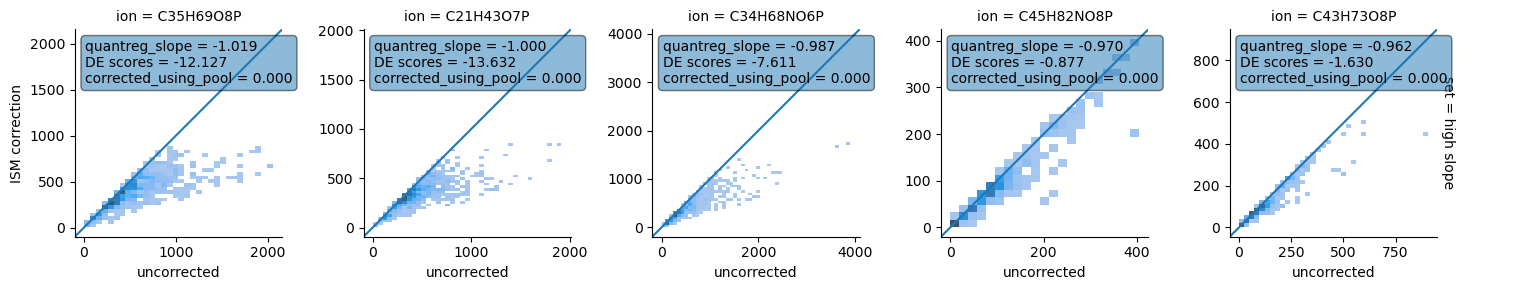 ion = C35H69O8P
quantreg_slope = -1.019
DE scores = -12.127
corrected_using_pool = 0.000
ISM correction
2000
1500
1000
500
0
0 1000 2000
uncorrected
ion = C21H43O7P
quantreg_slope = -1.000
DE scores = -13.632
corrected_using_pool = 0.000
2000
1500
1000
500
0
0 1000 2000
uncorrected
ion = C34H68NO6P
quantreg_slope = -0.987
DE scores = -7.611
corrected_using_pool = 0.000
4000
3000
2000
1000
0
0 2000 4000
uncorrected
ion = C45H82NO8P
quantreg_slope = -0.970
DE scores = -0.877
corrected_using_pool = 0.000
400
300
200
100
0
0 200 400
uncorrected
ion = C43H73O8P
quantreg_slope = -0.962
DE scores = -1.630
corrected_using_pool = 0.000
800
600
400
200
0
0 250 500 750
uncorrected
set = high slope